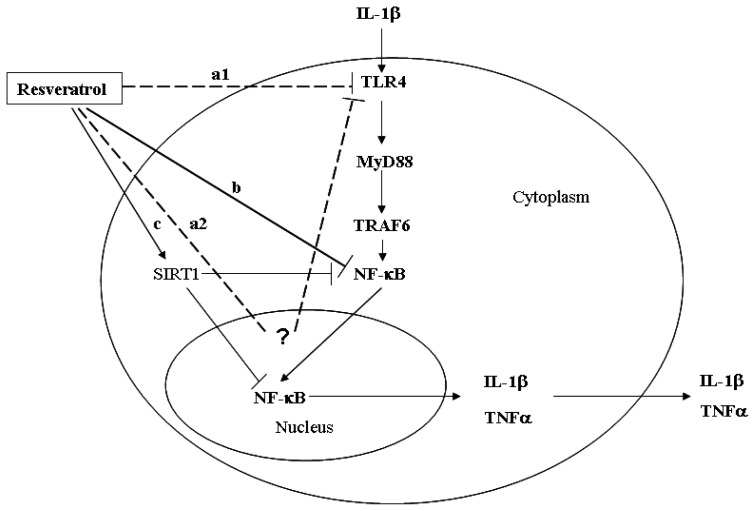 IL-1β
a1
TLR4
Resveratrol
MyD88
b
Cytoplasm
c
a2
TRAF6
SIRT1
NF-κB
?
IL-1β
IL-1β
NF-κB
TNFα
TNFα
Nucleus